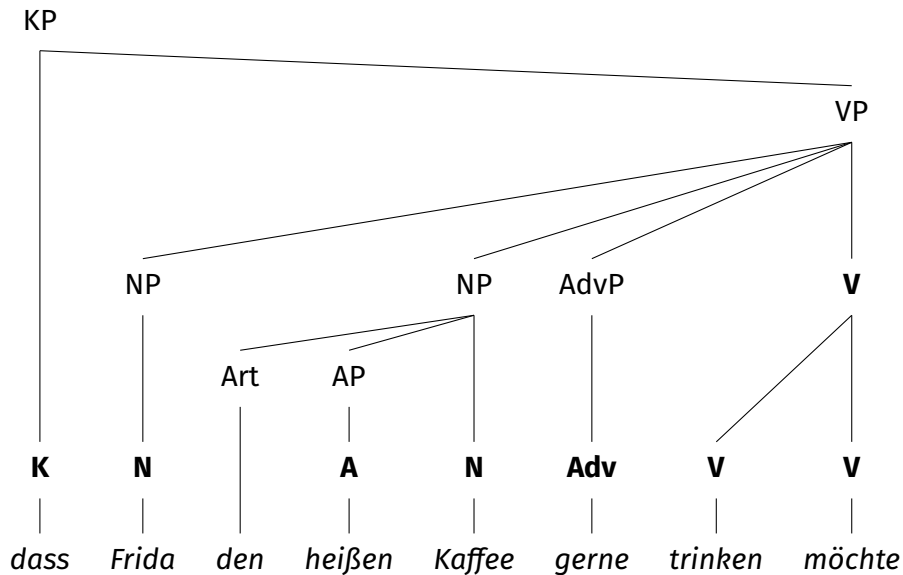 KP
VP
NP NP AdvP V
Art AP
K N A N Adv V V
dass Frida den heißen Kaffee gerne trinken möchte